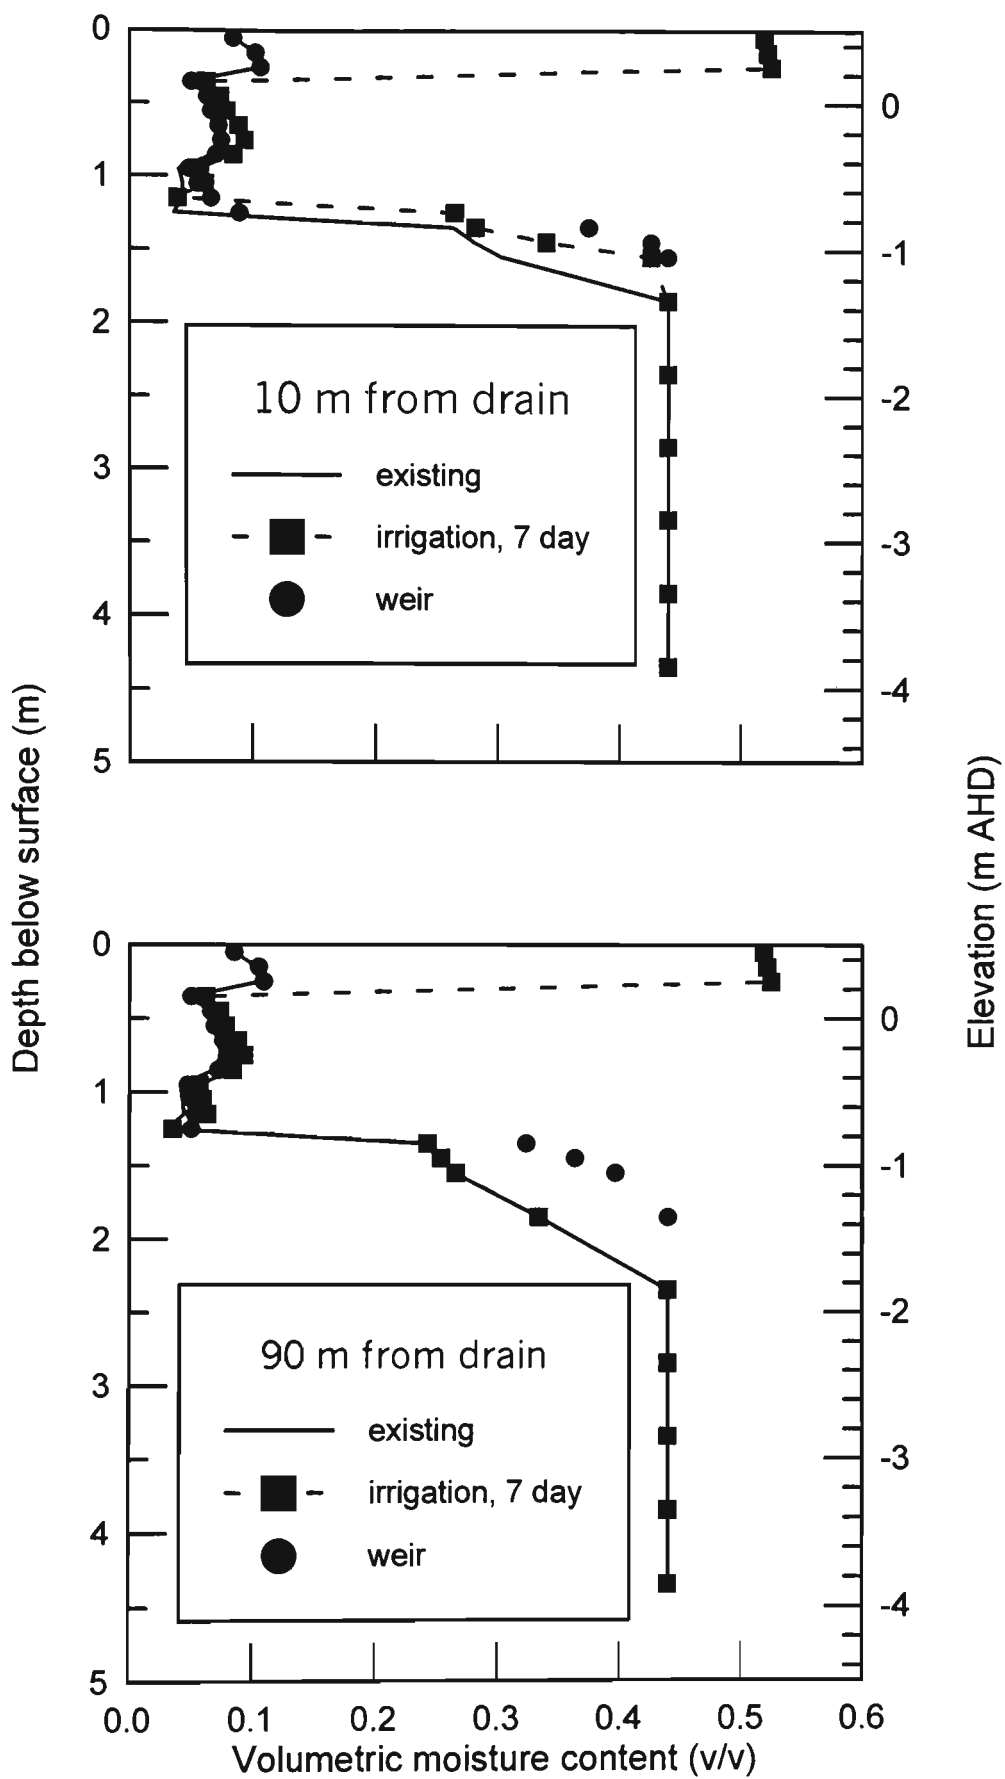 0
1
2
3
4
5
0
-1
-2
-3
-4
10 m from drain
existing
irrigation, 7 day
weir
Depth below surface (m)
Elevation (m AHD)
0
1
2
3
4
5
0
-1
-2
-3
-4
90 m from drain
existing
irrigation, 7 day
weir
0.0 0.1 0.2 0.3 0.4 0.5 0.6
Volumetric moisture content (v/v)